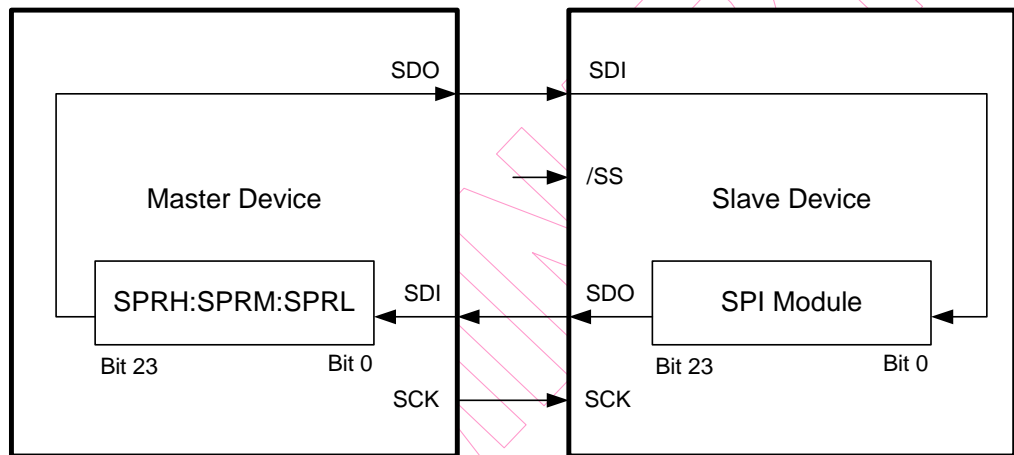 SDO SDI
/SS
Master Device Slave Device
SDI SDO
SPRH:SPRM:SPRL SPI Module
Bit 23 Bit 0 Bit 23 Bit 0
SCK SCK